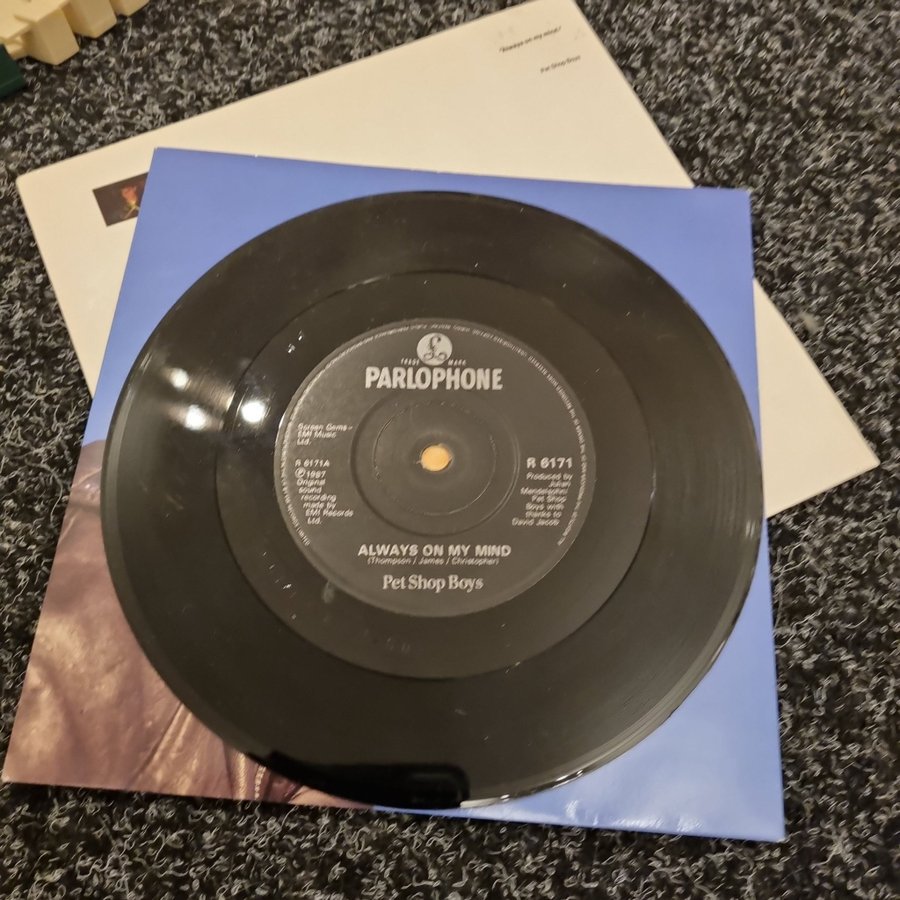 "Always on my mind"
Pet Shop Boys
TRADE MARK
PARLOPHONE
Screen Gems–
EMI Music
Ltd.
R 6171A
Ⓟ1987
Original
sound
recording
made by
EMI Records
Ltd.
R 6171
Produced by
Julian
Mendelsohn/
Pet Shop
Boys with
thanks to
David Jacob
ALWAYS ON MY MIND
(Thompson / James / Christopher)
Pet Shop Boys